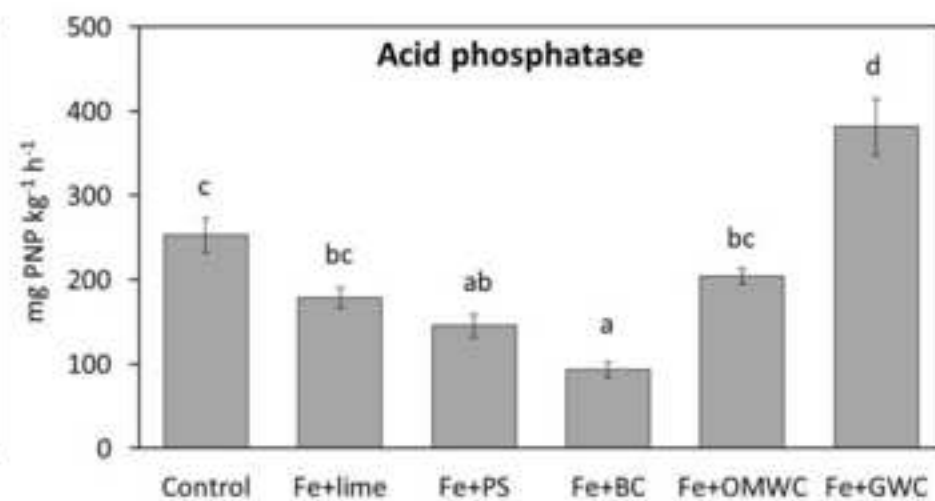 Acid phosphatase
mg PNP kg⁻¹ h⁻¹
500
400
300
200
100
0
c
bc
ab
a
bc
d
Control Fe+lime Fe+PS Fe+BC Fe+OMWC Fe+GWC